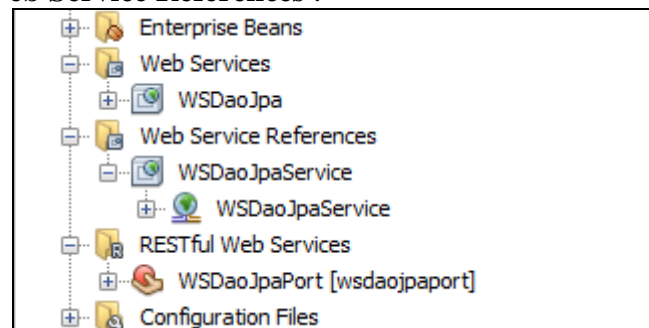 Enterprise Beans
Web Services
WSDaoJpa
Web Service References
WSDaoJpaService
WSDaoJpaService
RESTful Web Services
WSDaoJpaPort [wsdaojpaport]
Configuration Files